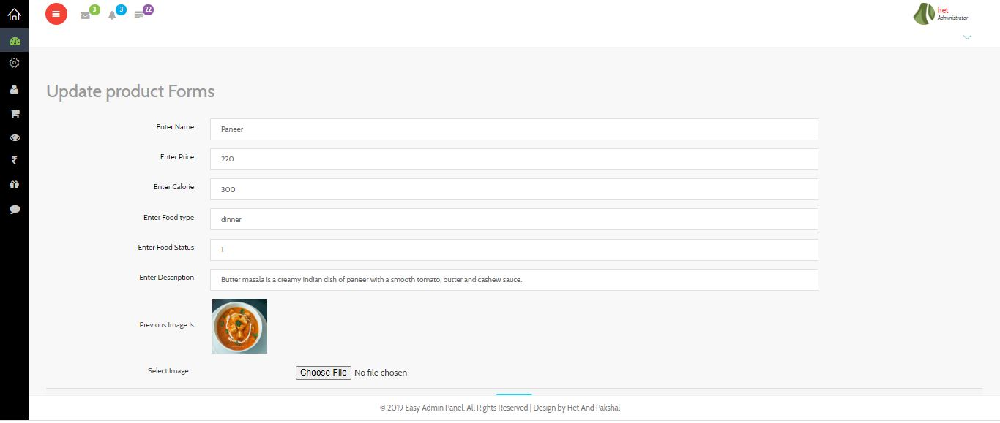 3
3
22
het
Administrator
Update product Forms
Enter Name
Paneer
Enter Price
220
Enter Calorie
300
Enter Food type
dinner
Enter Food Status
1
Enter Description
Butter masala is a creamy Indian dish of paneer with a smooth tomato, butter and cashew sauce.
Previous Image Is
Select Image
Choose File No file chosen
© 2019 Easy Admin Panel. All Rights Reserved | Design by Het And Pakshal